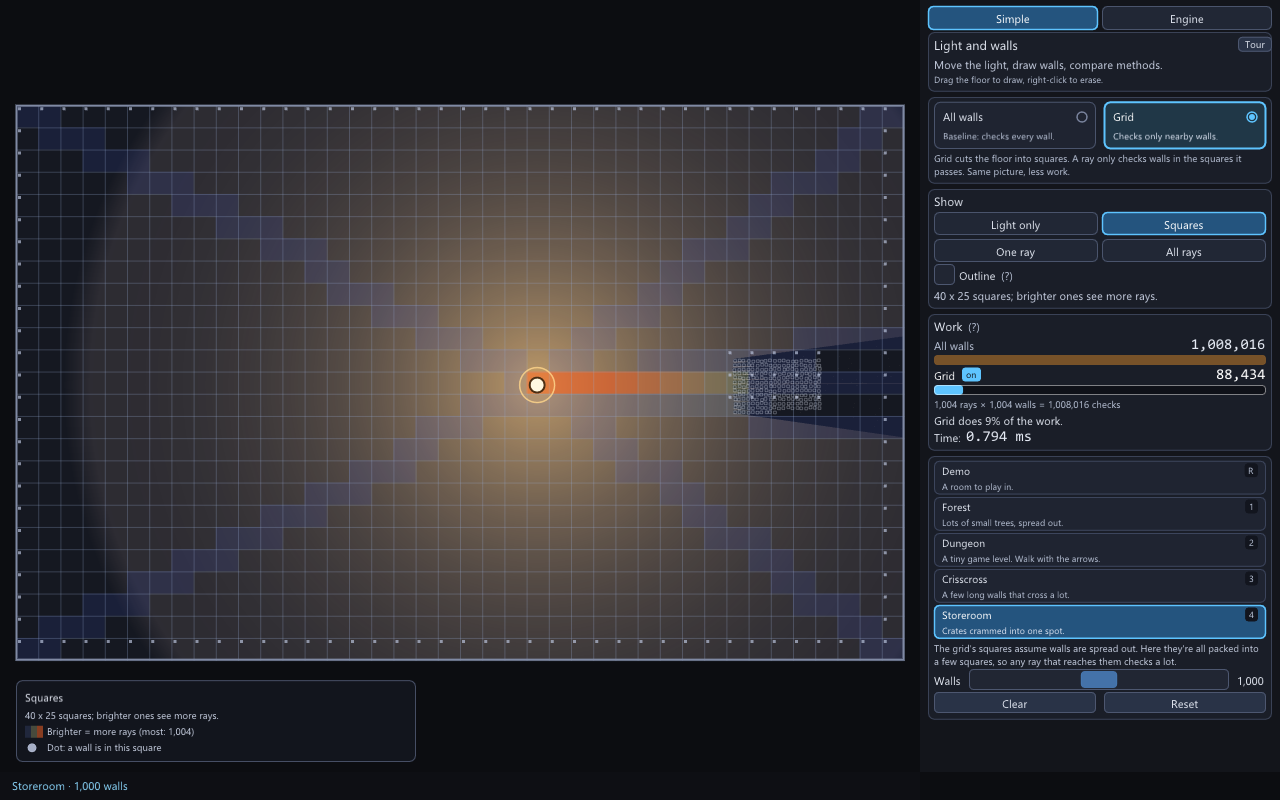 Simple
Engine
Light and walls
Tour
Move the light, draw walls, compare methods.
Drag the floor to draw, right-click to erase.
All walls
Baseline: checks every wall.
Grid
Checks only nearby walls.
Grid cuts the floor into squares. A ray only checks walls in the squares it
passes. Same picture, less work.
Show
Light only
Squares
One ray
All rays
Outline (?)
40 x 25 squares; brighter ones see more rays.
Work (?)
All walls 1,008,016
Grid on 88,434
1,004 rays × 1,004 walls = 1,008,016 checks
Grid does 9% of the work.
Time: 0.794 ms
Demo R
A room to play in.
Forest 1
Lots of small trees, spread out.
Dungeon 2
A tiny game level. Walk with the arrows.
Crisscross 3
A few long walls that cross a lot.
Storeroom 4
Crates crammed into one spot.
The grid's squares assume walls are spread out. Here they're all packed into
a few squares, so any ray that reaches them checks a lot.
Walls 1,000
Clear
Reset
Squares
40 x 25 squares; brighter ones see more rays.
Brighter = more rays (most: 1,004)
Dot: a wall is in this square
Storeroom · 1,000 walls